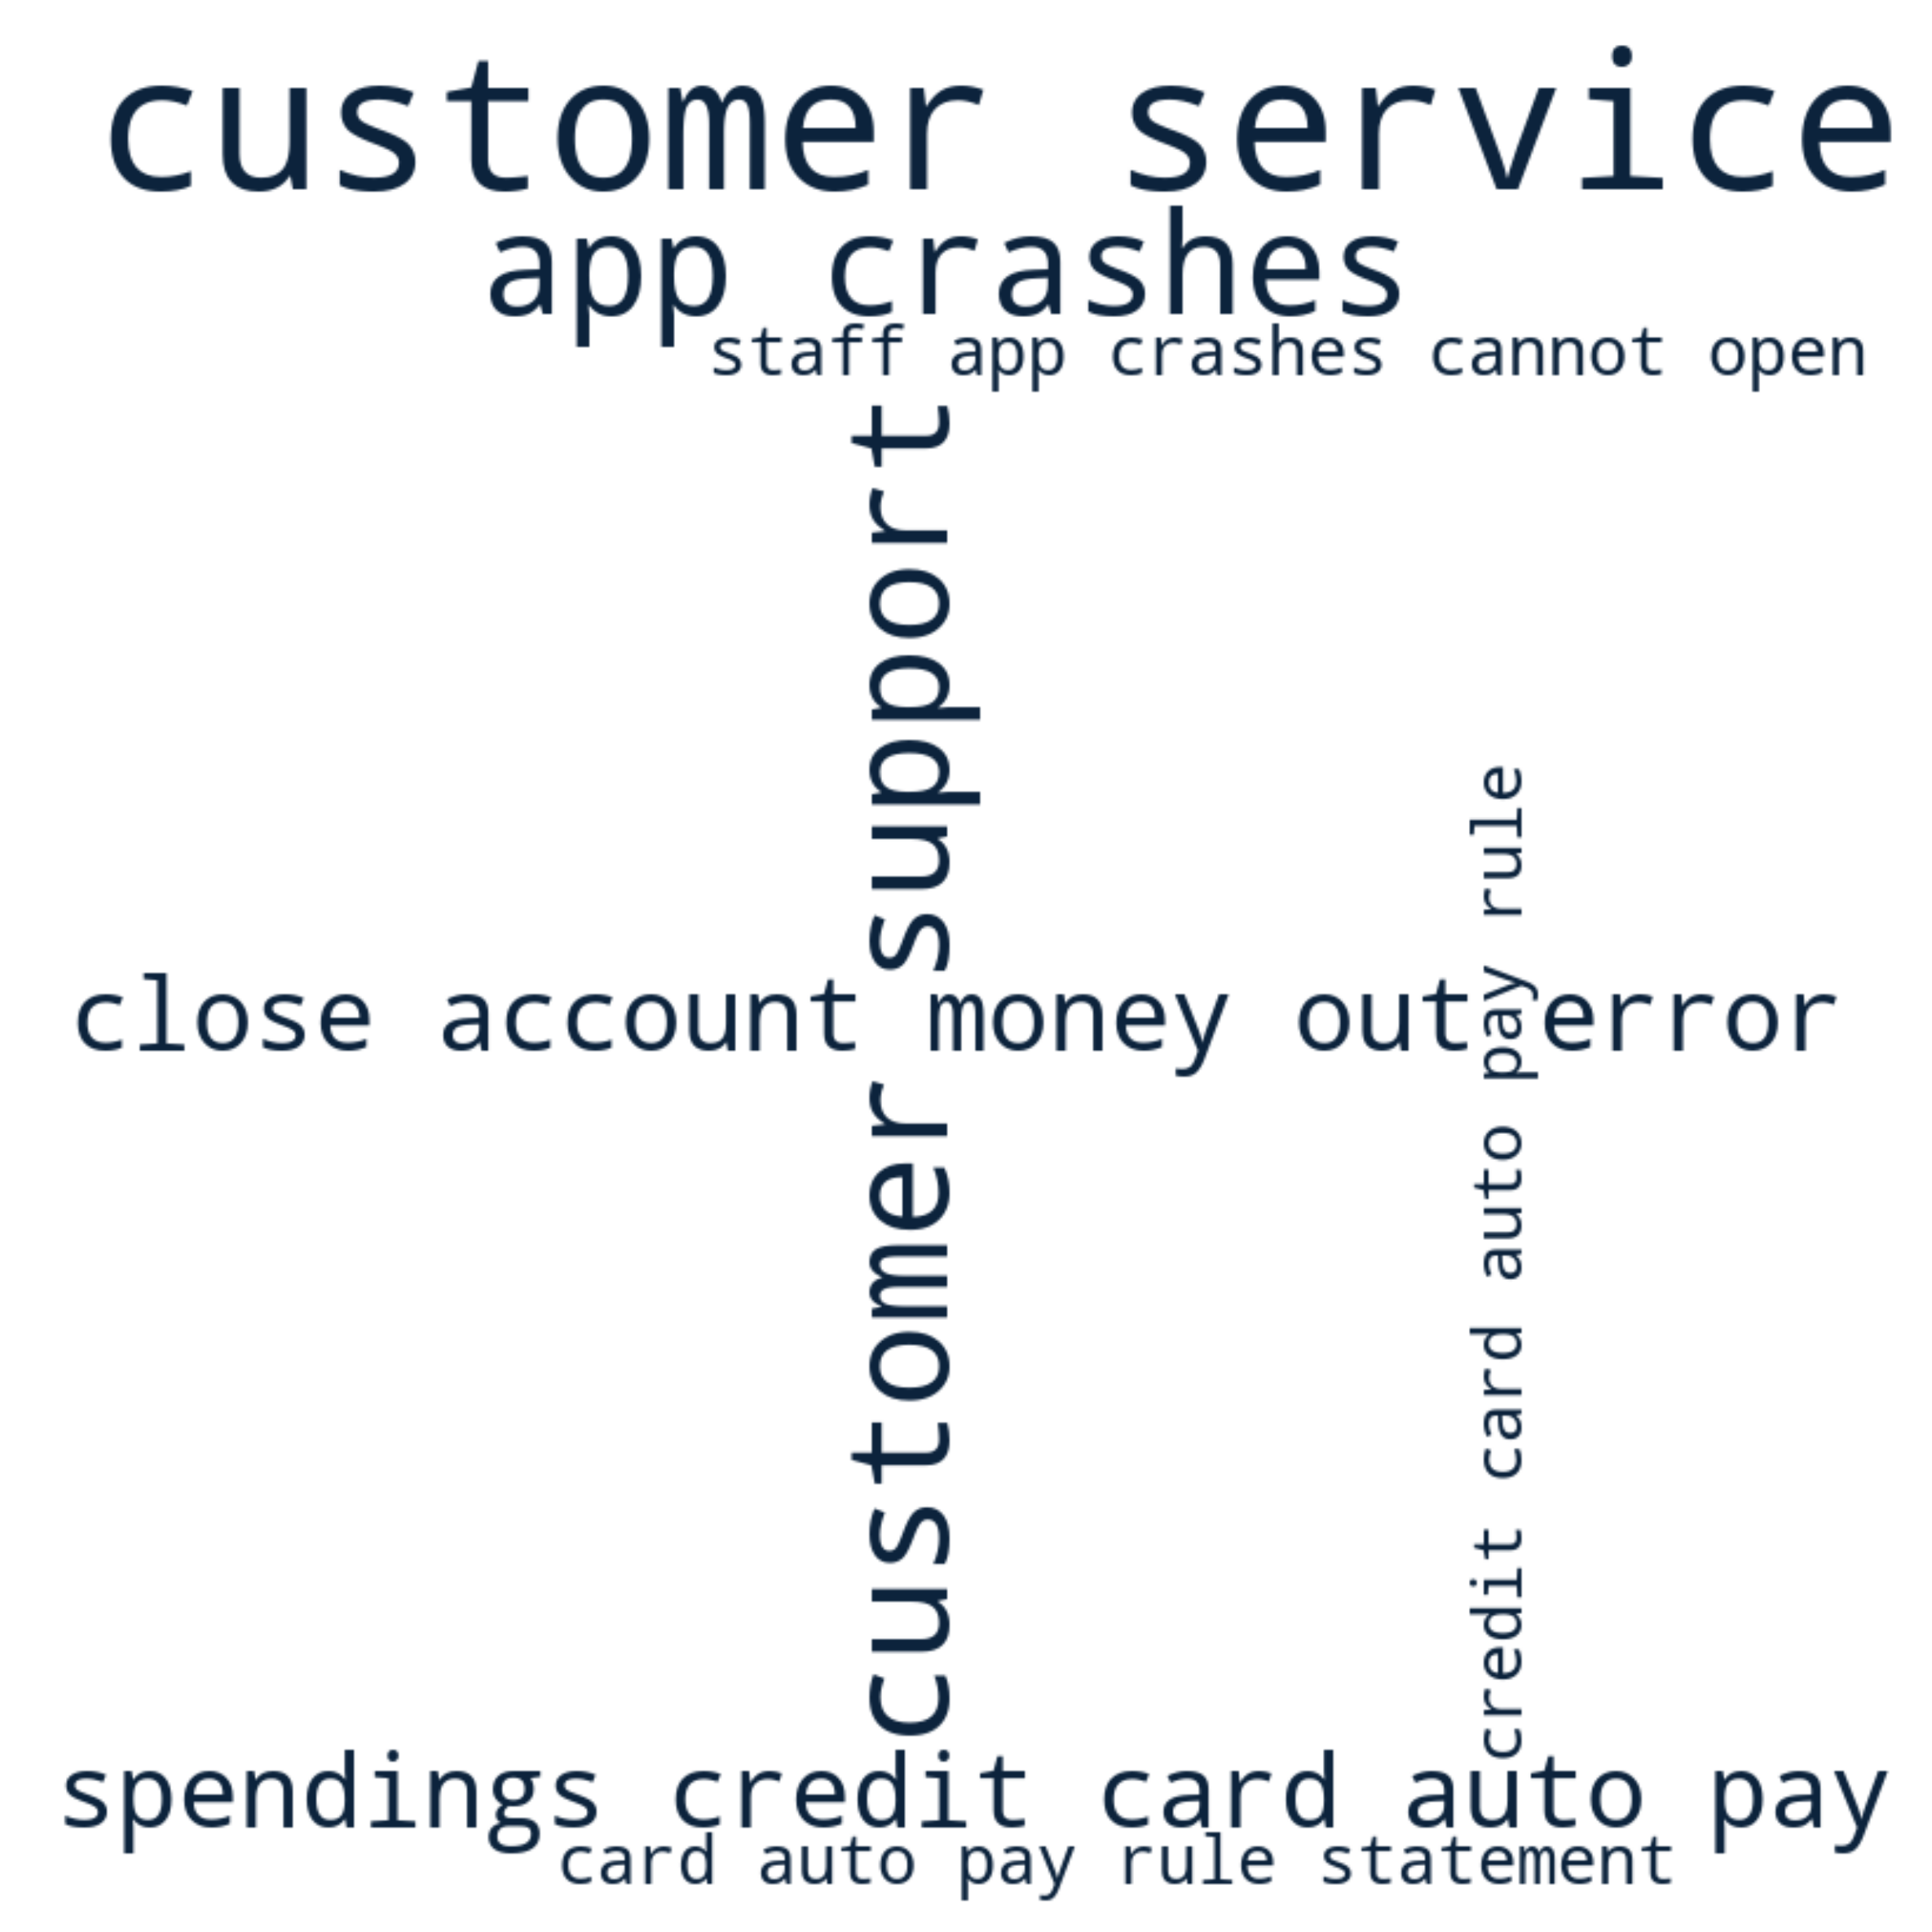 customer service
app crashes
staff app crashes cannot open
customer support
credit card auto pay rule
close account money out error
spendings credit card auto pay
card auto pay rule statement